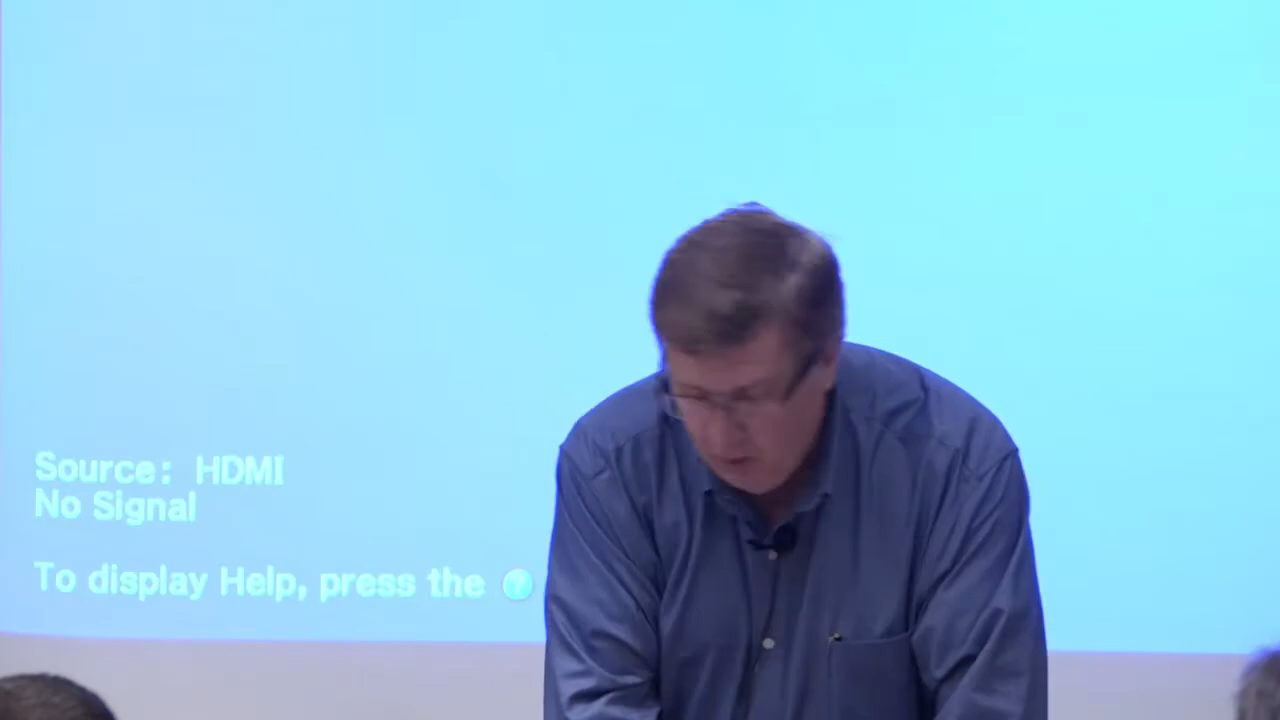 Source: HDMI
No Signal
To display Help, press the ?